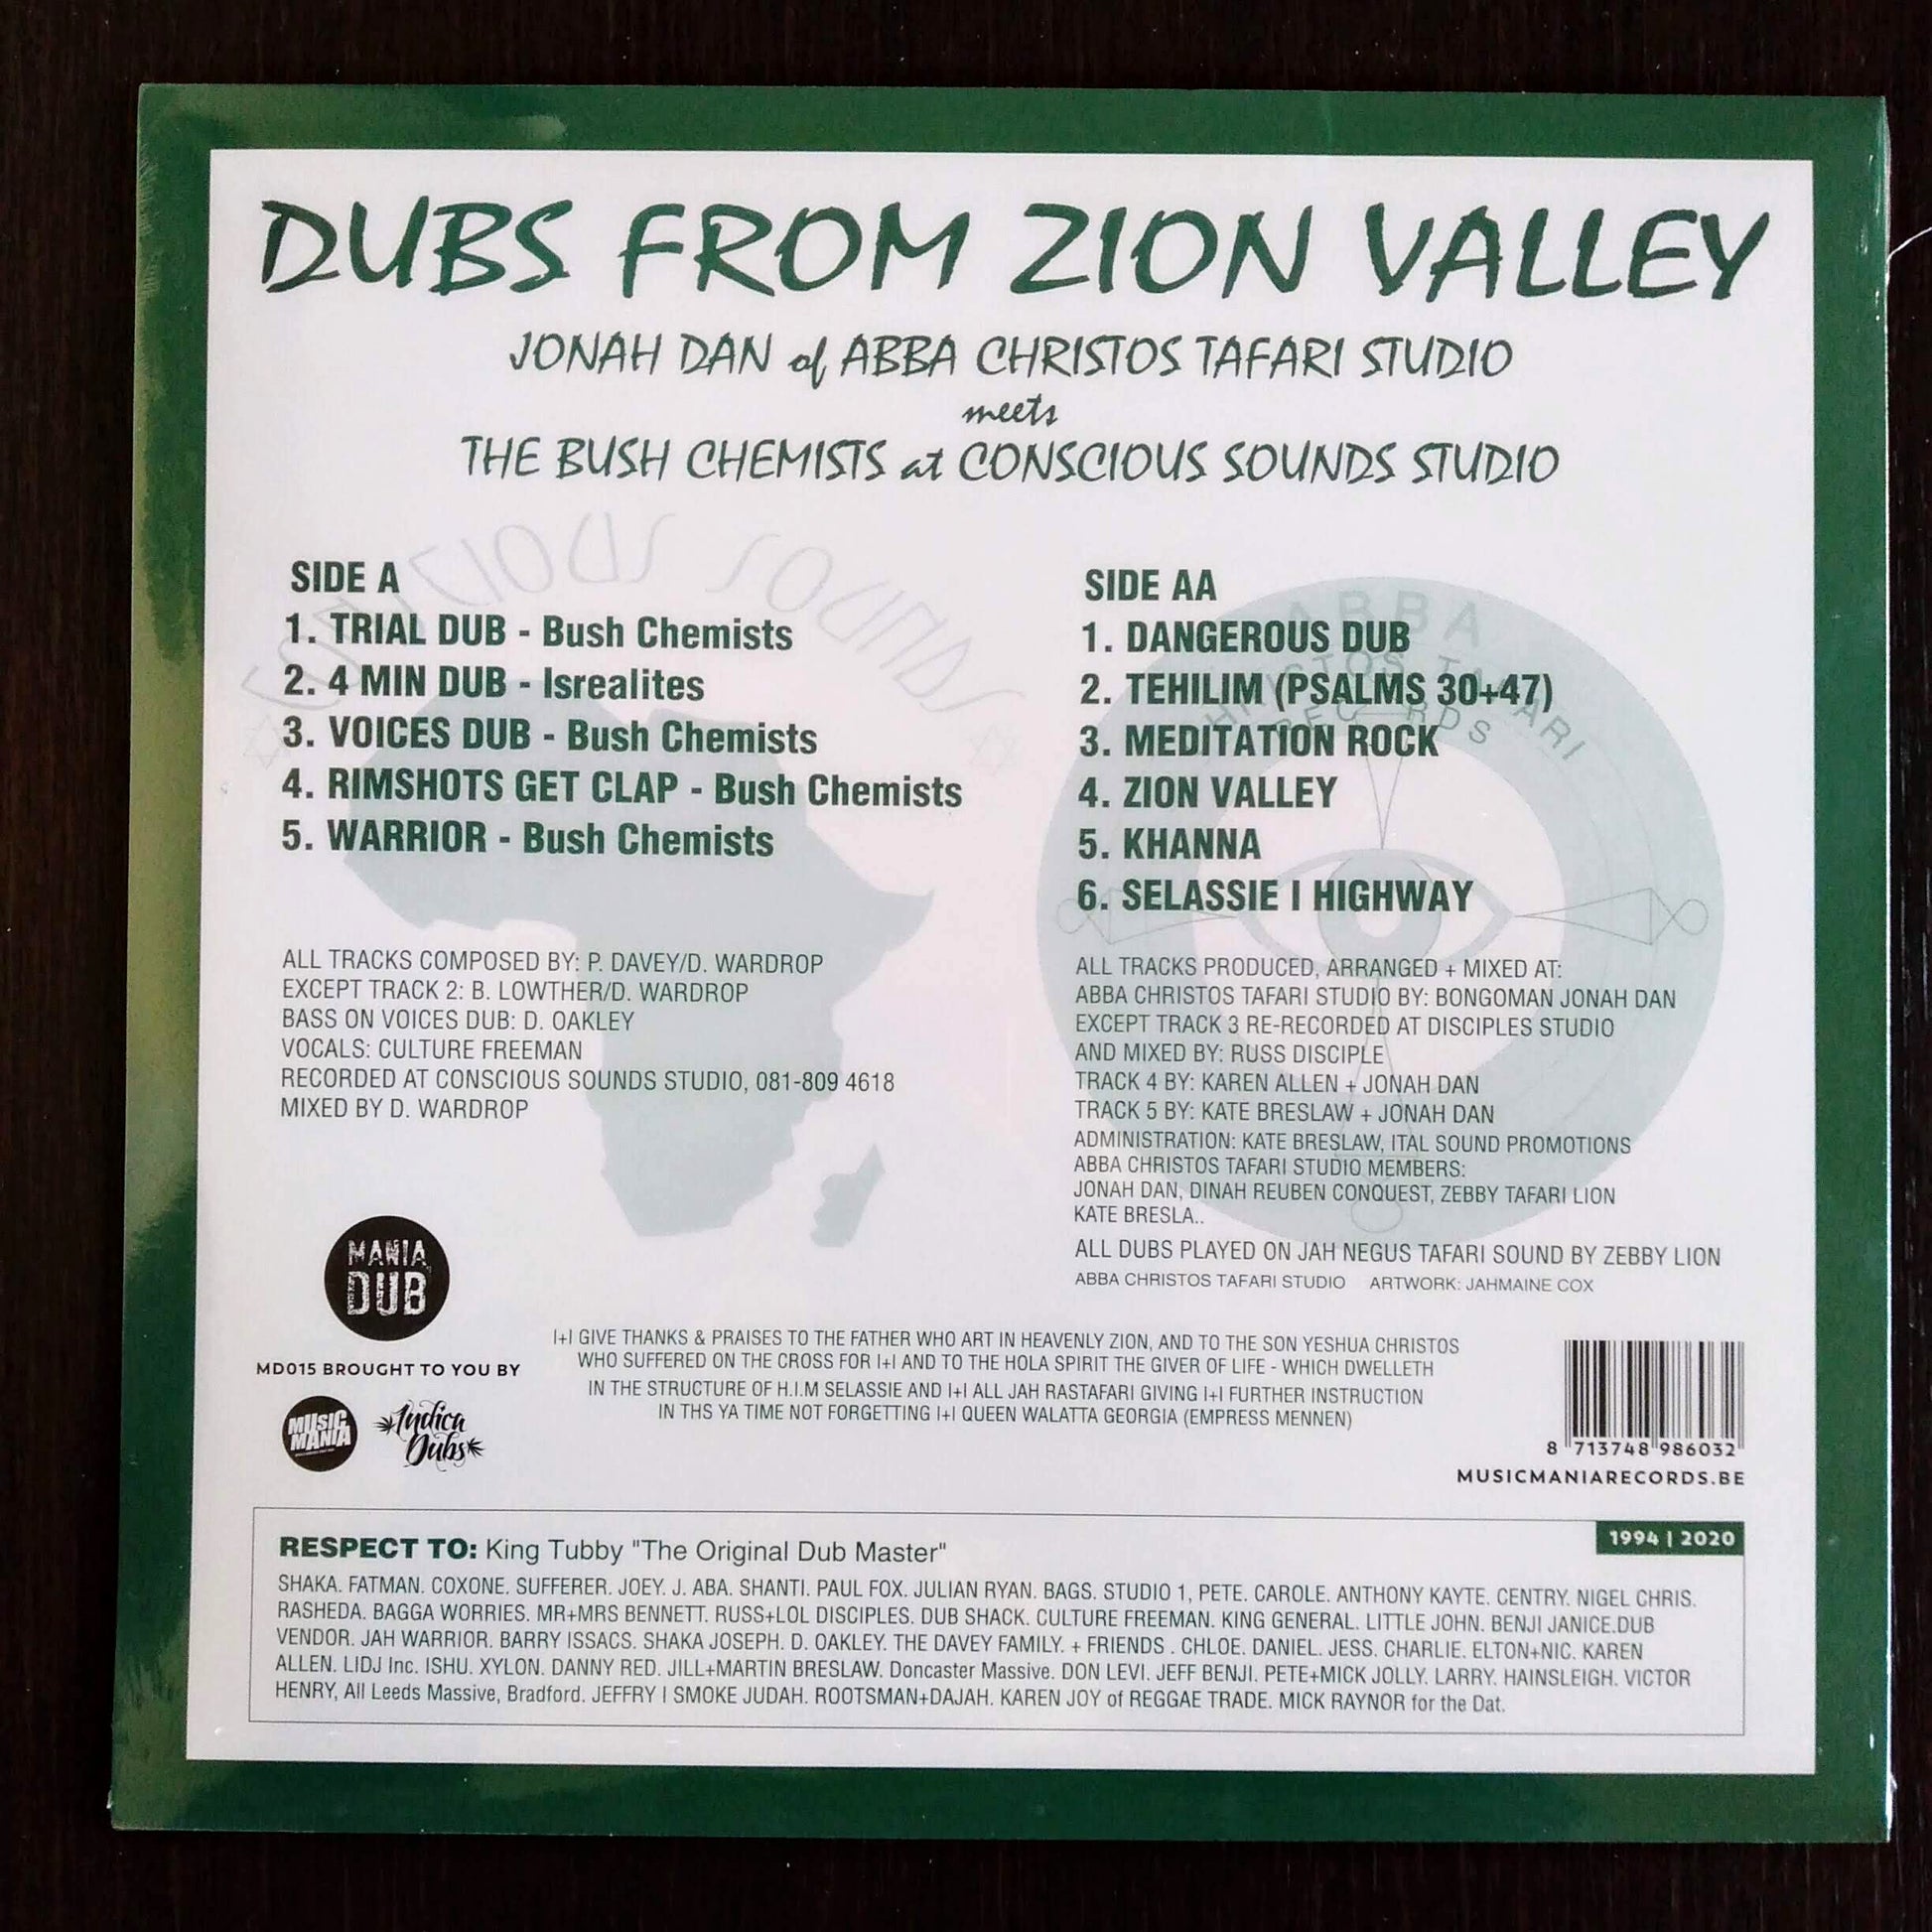 DUBS FROM ZION VALLEY
JONAH DAN of ABBA CHRISTOS TAFARI STUDIO
meets
THE BUSH CHEMISTS at CONSCIOUS SOUNDS STUDIO
CONSCIOUS SOUNDS
SIDE A
1. TRIAL DUB - Bush Chemists
2. 4 MIN DUB - Isrealites
3. VOICES DUB - Bush Chemists
4. RIMSHOTS GET CLAP - Bush Chemists
5. WARRIOR - Bush Chemists
ALL TRACKS COMPOSED BY: P. DAVEY/D. WARDROP
EXCEPT TRACK 2: B. LOWTHER/D. WARDROP
BASS ON VOICES DUB: D. OAKLEY
VOCALS: CULTURE FREEMAN
RECORDED AT CONSCIOUS SOUNDS STUDIO, 081-809 4618
MIXED BY D. WARDROP
ABBA
CHRISTOS TAFARI
RECORDS
SIDE AA
1. DANGEROUS DUB
2. TEHILIM (PSALMS 30+47)
3. MEDITATION ROCK
4. ZION VALLEY
5. KHANNA
6. SELASSIE I HIGHWAY
ALL TRACKS PRODUCED, ARRANGED + MIXED AT:
ABBA CHRISTOS TAFARI STUDIO BY: BONGOMAN JONAH DAN
EXCEPT TRACK 3 RE-RECORDED AT DISCIPLES STUDIO
AND MIXED BY: RUSS DISCIPLE
TRACK 4 BY: KAREN ALLEN + JONAH DAN
TRACK 5 BY: KATE BRESLAW + JONAH DAN
ADMINISTRATION: KATE BRESLAW, ITAL SOUND PROMOTIONS
ABBA CHRISTOS TAFARI STUDIO MEMBERS:
JONAH DAN, DINAH REUBEN CONQUEST, ZEBBY TAFARI LION
KATE BRESLA..
ALL DUBS PLAYED ON JAH NEGUS TAFARI SOUND BY ZEBBY LION
ABBA CHRISTOS TAFARI STUDIO ARTWORK: JAHMAINE COX
MANIA
DUB
MD015 BROUGHT TO YOU BY
MUSIC
MANIA
Indica
Dubs
I+I GIVE THANKS & PRAISES TO THE FATHER WHO ART IN HEAVENLY ZION, AND TO THE SON YESHUA CHRISTOS
WHO SUFFERED ON THE CROSS FOR I+I AND TO THE HOLA SPIRIT THE GIVER OF LIFE - WHICH DWELLETH
IN THE STRUCTURE OF H.I.M SELASSIE AND I+I ALL JAH RASTAFARI GIVING I+I FURTHER INSTRUCTION
IN THS YA TIME NOT FORGETTING I+I QUEEN WALATTA GEORGIA (EMPRESS MENNEN)
8 713748 986032
MUSICMANIARECORDS.BE
1994 | 2020
RESPECT TO: King Tubby "The Original Dub Master"
SHAKA. FATMAN. COXONE. SUFFERER. JOEY. J. ABA. SHANTI. PAUL FOX. JULIAN RYAN. BAGS. STUDIO 1, PETE. CAROLE. ANTHONY KAYTE. CENTRY. NIGEL CHRIS.
RASHEDA. BAGGA WORRIES. MR+MRS BENNETT. RUSS+LOL DISCIPLES. DUB SHACK. CULTURE FREEMAN. KING GENERAL. LITTLE JOHN. BENJI JANICE.DUB
VENDOR. JAH WARRIOR. BARRY ISSACS. SHAKA JOSEPH. D. OAKLEY. THE DAVEY FAMILY. + FRIENDS . CHLOE. DANIEL. JESS. CHARLIE. ELTON+NIC. KAREN
ALLEN. LIDJ Inc. ISHU. XYLON. DANNY RED. JILL+MARTIN BRESLAW. Doncaster Massive. DON LEVI. JEFF BENJI. PETE+MICK JOLLY. LARRY. HAINSLEIGH. VICTOR
HENRY, All Leeds Massive, Bradford. JEFFRY I SMOKE JUDAH. ROOTSMAN+DAJAH. KAREN JOY of REGGAE TRADE. MICK RAYNOR for the Dat.